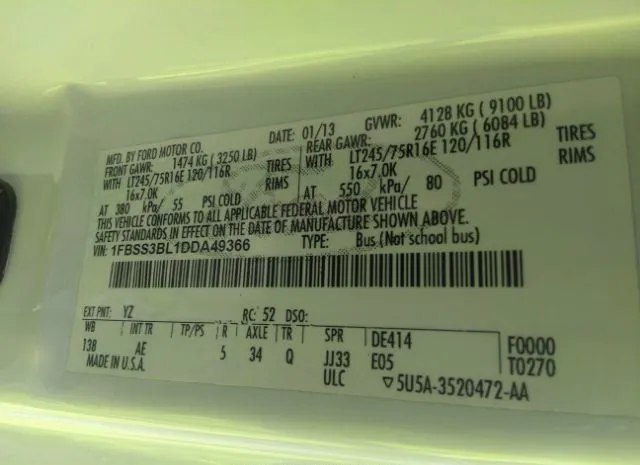 MFD. BY FORD MOTOR CO. DATE: 01/13 GVWR: 4128 KG ( 9100 LB)
FRONT GAWR: 1474 KG ( 3250 LB) REAR GAWR: 2760 KG ( 6084 LB)
WITH LT245/75R16E 120/116R TIRES WITH LT245/75R16E 120/116R TIRES
16x7.0K RIMS 16x7.0K RIMS
AT 380 kPa/ 55 PSI COLD AT 550 kPa/ 80 PSI COLD
THIS VEHICLE CONFORMS TO ALL APPLICABLE FEDERAL MOTOR VEHICLE
SAFETY STANDARDS IN EFFECT ON THE DATE OF MANUFACTURE SHOWN ABOVE.
VIN: 1FBSS3BL1DDA49366 TYPE: Bus (Not school bus)
EXT PNT: YZ RC: 52 DSO:
WB INT TR TP/PS R AXLE TR SPR DE414 F0000
138 AE 5 34 Q JJ33 E05 T0270
MADE IN U.S.A. ULC ▽5U5A-3520472-AA